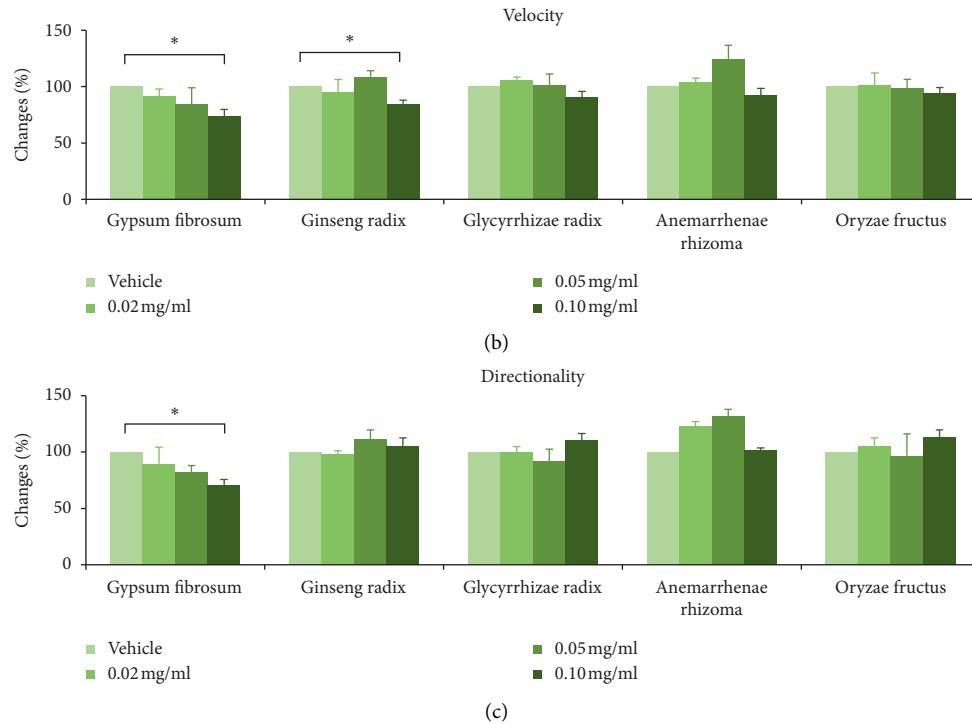 Velocity
150
*
*
100
50
0
Changes (%)
Gypsum fibrosum
Ginseng radix
Glycyrrhizae radix
Anemarrhenae
rhizoma
Oryzae fructus
Vehicle
0.02 mg/ml
0.05 mg/ml
0.10 mg/ml
(b)
Directionality
150
*
100
50
0
Changes (%)
Gypsum fibrosum
Ginseng radix
Glycyrrhizae radix
Anemarrhenae
rhizoma
Oryzae fructus
Vehicle
0.02 mg/ml
0.05 mg/ml
0.10 mg/ml
(c)